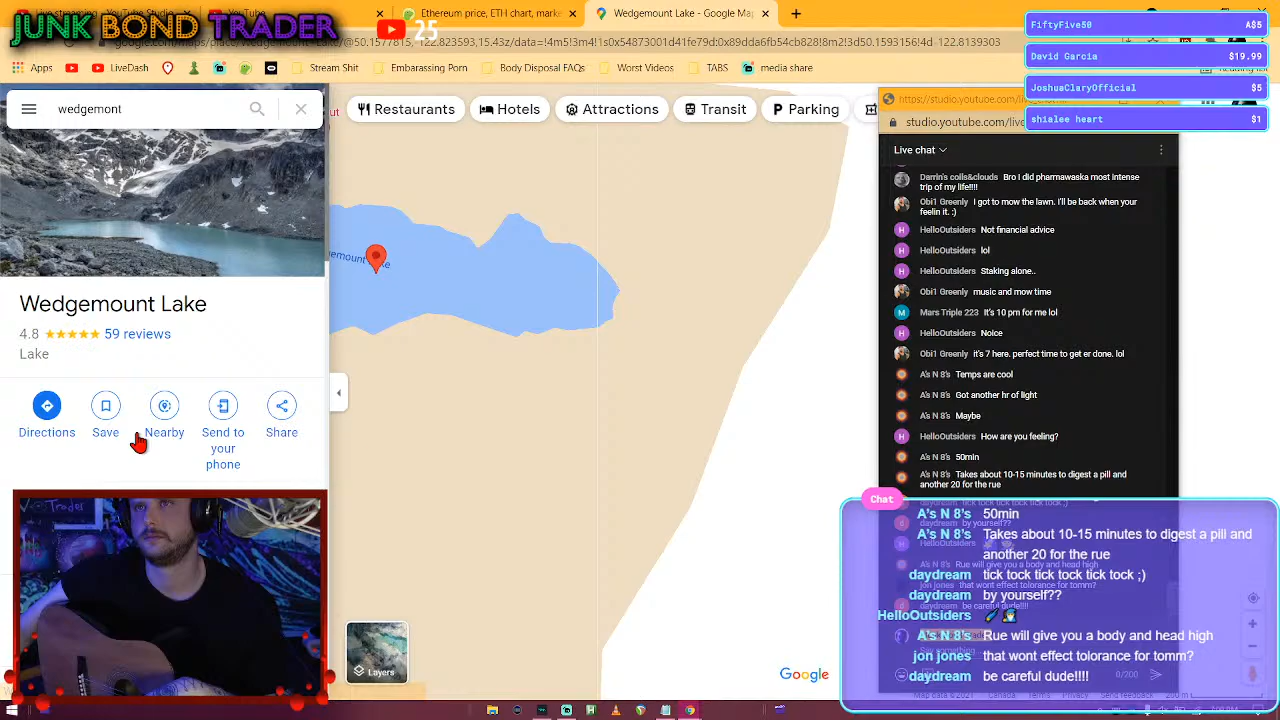 JUNK BOND TRADER
25
Ethereum price, ETH chart, marke
Wedgemount Lake - Google Map
Apps
LiveDash
Stream Shit
Embarassing Porn
Body Dismorphia
FAQs
Worst Videos
TABS
media share
FiftyFive50 A$5
David Garcia $19.99
JoshuaClaryOfficial $5
shialee heart $1
wedgemont
Restaurants
Hotels
Attractions
Transit
Parking
Wedgemount Lake
4.8 59 reviews
Lake
Directions
Save
Nearby
Send to your phone
Share
Layers
Google
studio.youtube.com/live
Live chat
Darrin's colls&clouds Bro I did pharmawaska most Intense
trip of my life!!!!
Obi1 Greenly I got to mow the lawn. I'll be back when your
feelin it. :)
HelloOutsiders Not financial advice
HelloOutsiders lol
HelloOutsiders Staking alone..
Obi1 Greenly music and mow time
Mars Triple 223 It's 10 pm for me lol
HelloOutsiders Noice
Obi1 Greenly it's 7 here. perfect time to get er done. lol
A's N 8's Temps are cool
A's N 8's Got another hr of light
A's N 8's Maybe
HelloOutsiders How are you feeling?
A's N 8's 50min
A's N 8's Takes about 10-15 minutes to digest a pill and
another 20 for the rue
Chat
A's N 8's 50min
A's N 8's Takes about 10-15 minutes to digest a pill and
another 20 for the rue
daydream tick tock tick tock tick tock ;)
daydream by yourself??
HelloOutsiders
A's N 8's Rue will give you a body and head high
jon jones that wont effect tolorance for tomm?
daydream be careful dude!!!!
0/200